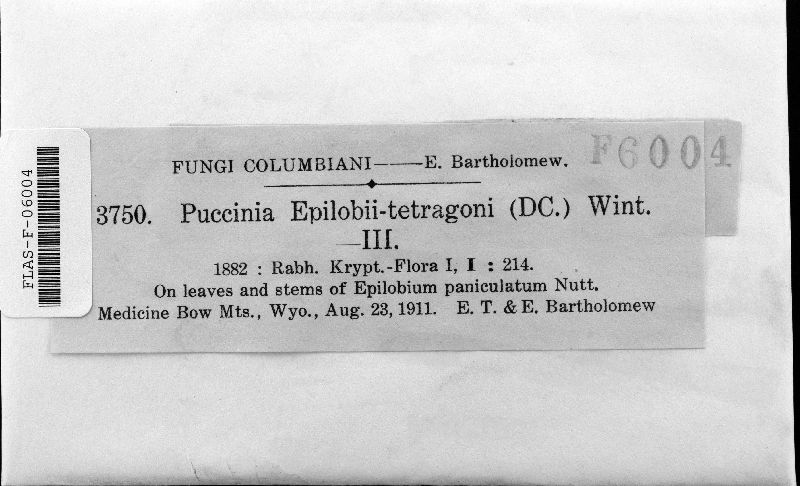 FUNGI COLUMBIANI——E. Bartholomew.
F6004
3750. Puccinia Epilobii-tetragoni (DC.) Wint.
—III.
1882 : Rabh. Krypt.-Flora I, I : 214.
On leaves and stems of Epilobium paniculatum Nutt.
Medicine Bow Mts., Wyo., Aug. 23, 1911. E. T. & E. Bartholomew
FLAS-F-06004